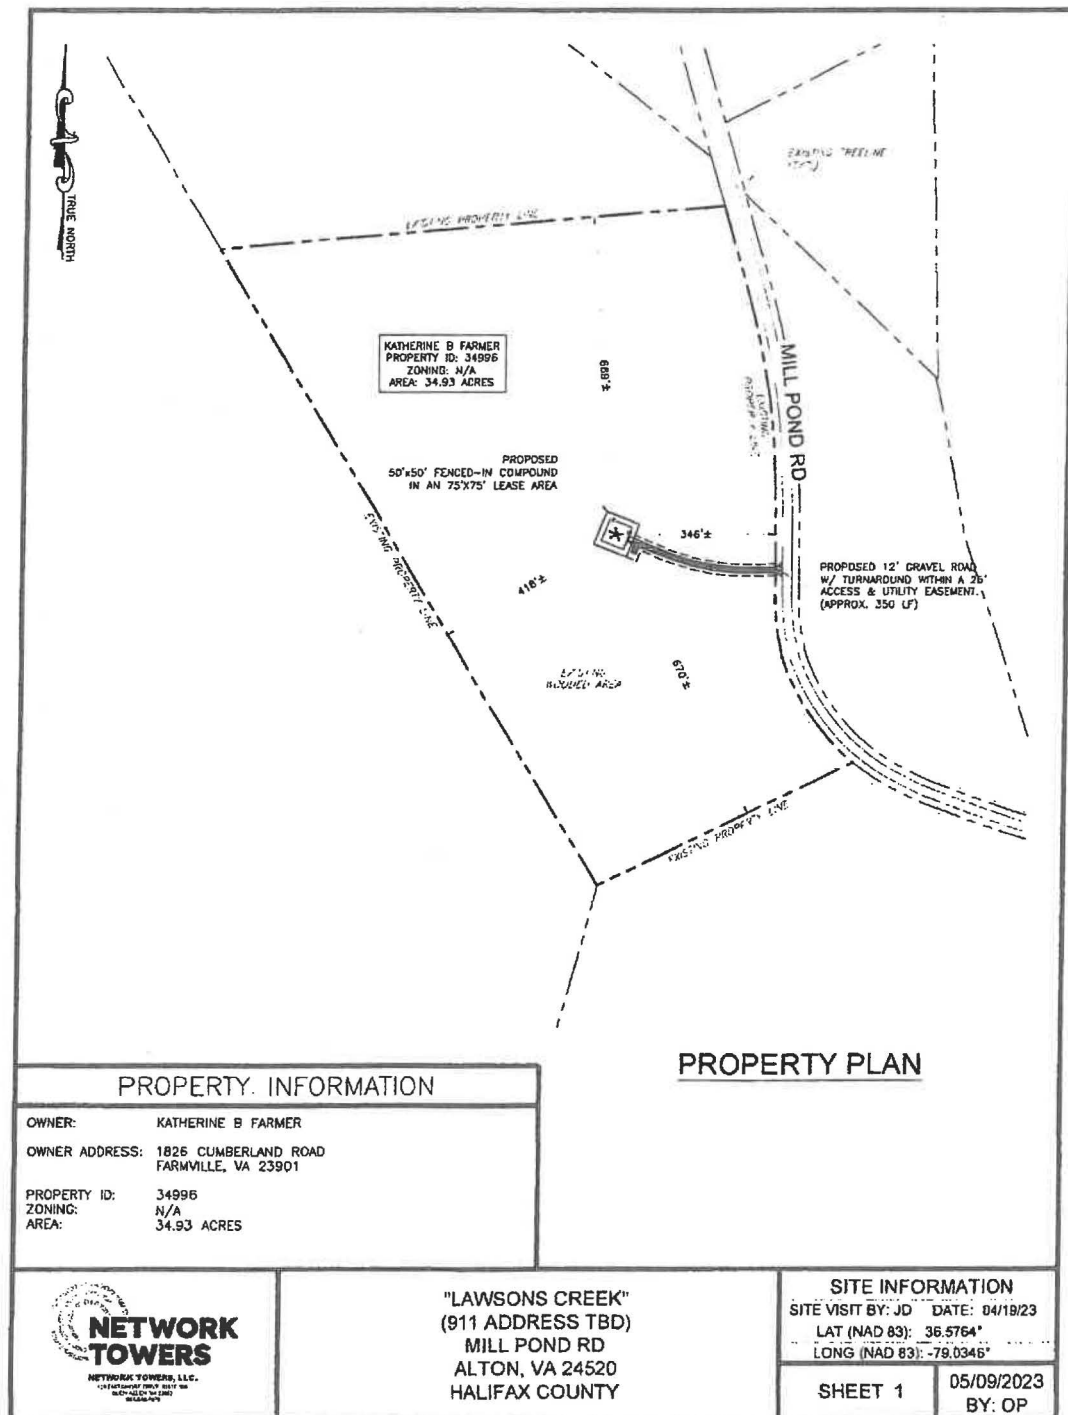 TRUE NORTH
EXISTING PROPERTY LINE
EXISTING TREELINE
KATHERINE B FARMER
PROPERTY ID: 34996
ZONING: N/A
AREA: 34.93 ACRES
669'±
MILL POND RD
EXISTING
PROPERTY LINE
PROPOSED
50'x50' FENCED-IN COMPOUND
IN AN 75'X75' LEASE AREA
EXISTING PROPERTY LINE
346'±
PROPOSED 12' GRAVEL ROAD
W/ TURNAROUND WITHIN A
ACCESS & UTILITY EASEMENT.
(APPROX. 350 LF)
418'±
EXISTING
WOODED AREA
670'±
EXISTING PROPERTY LINE
PROPERTY PLAN
PROPERTY INFORMATION
OWNER: KATHERINE B FARMER
OWNER ADDRESS: 1826 CUMBERLAND ROAD
FARMVILLE, VA 23901
PROPERTY ID: 34996
ZONING: N/A
AREA: 34.93 ACRES
NETWORK
TOWERS
NETWORK TOWERS, LLC.
"LAWSONS CREEK"
(911 ADDRESS TBD)
MILL POND RD
ALTON, VA 24520
HALIFAX COUNTY
SITE INFORMATION
SITE VISIT BY: JD DATE: 04/19/23
LAT (NAD 83): 36.5764°
LONG (NAD 83): -79.0346°
SHEET 1
05/09/2023
BY: OP